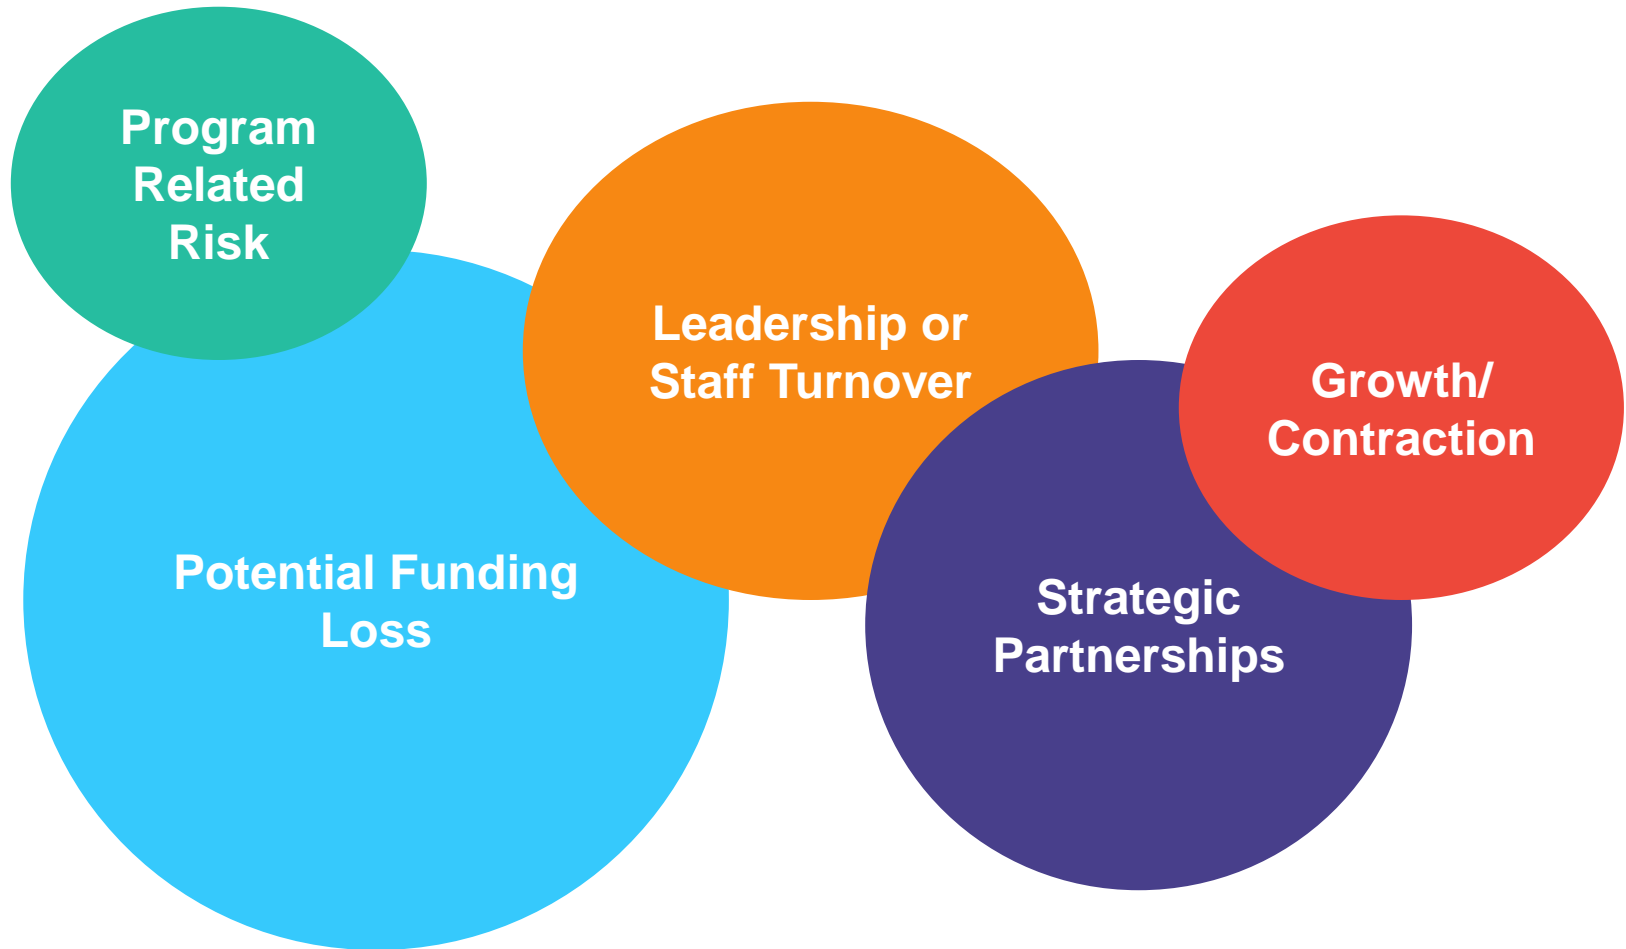 Program
Related
Risk
Leadership or
Staff Turnover
Growth/
Contraction
Potential Funding
Loss
Strategic
Partnerships